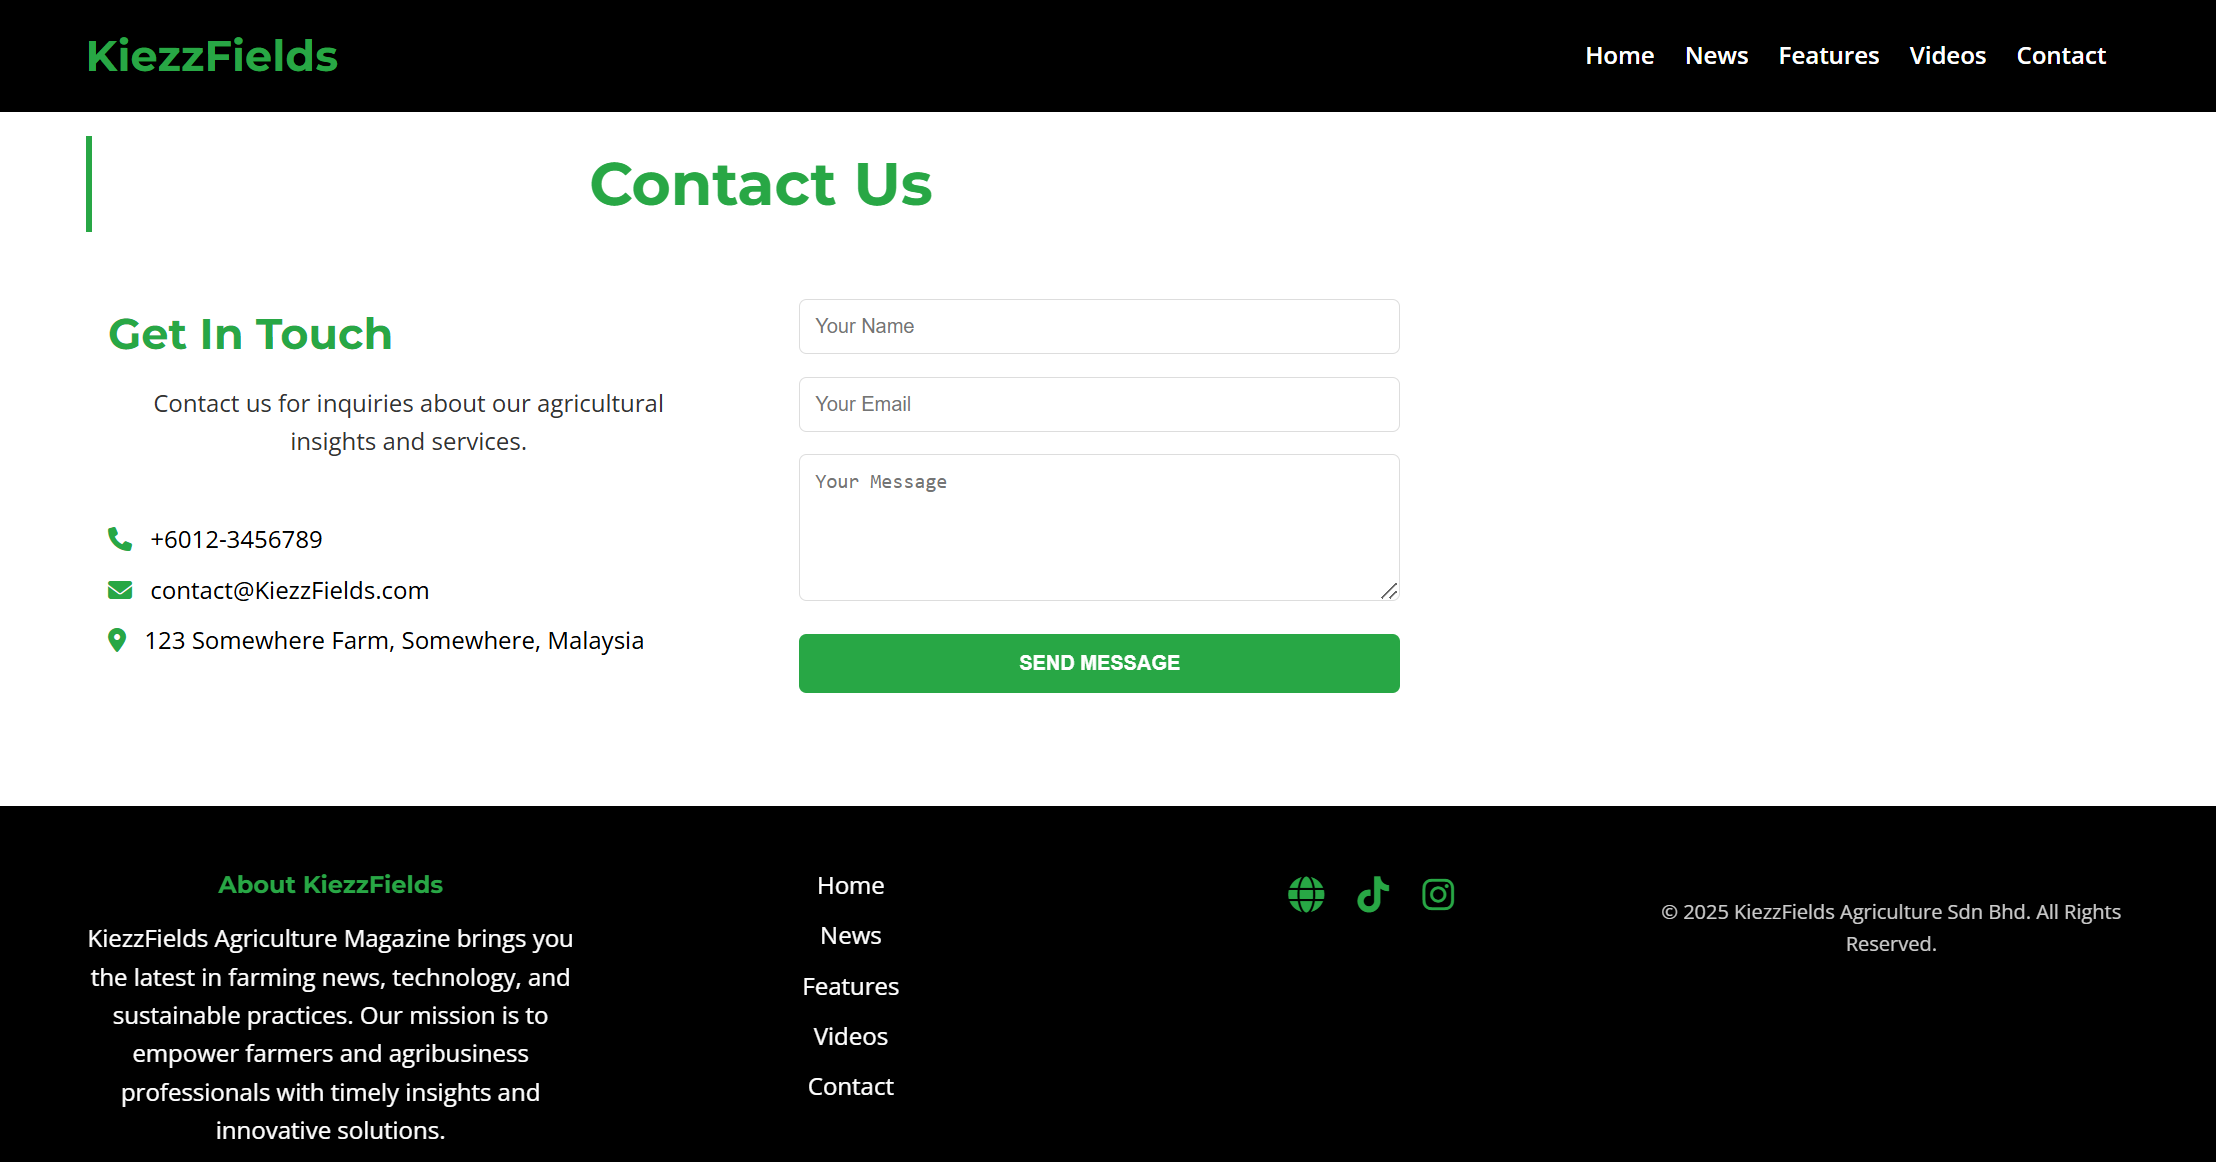 KiezzFields
Home News Features Videos Contact
Contact Us
Get In Touch
Contact us for inquiries about our agricultural
insights and services.
+6012-3456789
contact@KiezzFields.com
123 Somewhere Farm, Somewhere, Malaysia
Your Name
Your Email
Your Message
SEND MESSAGE
About KiezzFields
KiezzFields Agriculture Magazine brings you
the latest in farming news, technology, and
sustainable practices. Our mission is to
empower farmers and agribusiness
professionals with timely insights and
innovative solutions.
Home
News
Features
Videos
Contact
© 2025 KiezzFields Agriculture Sdn Bhd. All Rights
Reserved.